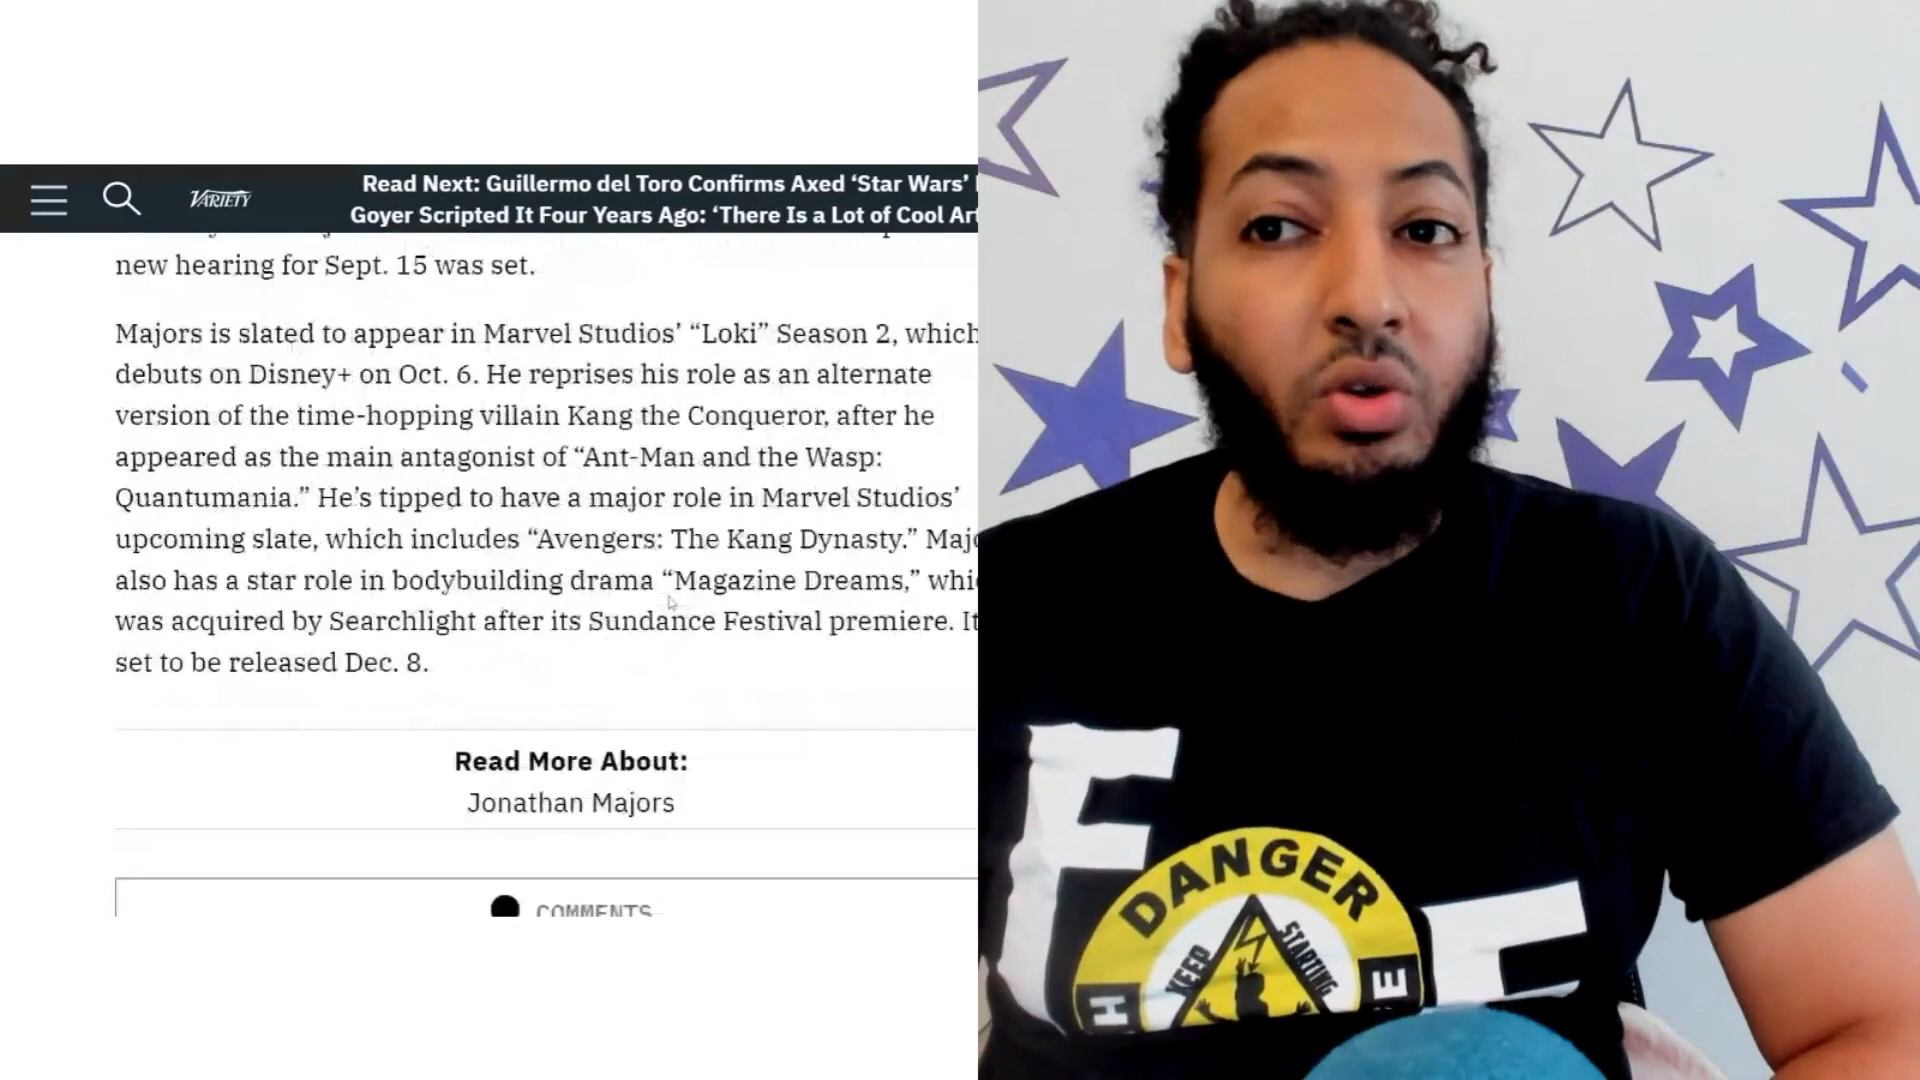 VARIETY
Read Next: Guillermo del Toro Confirms Axed ‘Star Wars’
Goyer Scripted It Four Years Ago: ‘There Is a Lot of Cool Art
new hearing for Sept. 15 was set.
Majors is slated to appear in Marvel Studios’ “Loki” Season 2, which
debuts on Disney+ on Oct. 6. He reprises his role as an alternate
version of the time-hopping villain Kang the Conqueror, after he
appeared as the main antagonist of “Ant-Man and the Wasp:
Quantumania.” He’s tipped to have a major role in Marvel Studios’
upcoming slate, which includes “Avengers: The Kang Dynasty.”
also has a star role in bodybuilding drama “Magazine Dreams,”
was acquired by Searchlight after its Sundance Festival premiere. It
set to be released Dec. 8.
Read More About:
Jonathan Majors
COMMENTS
DANGER
KEEP
STARTING